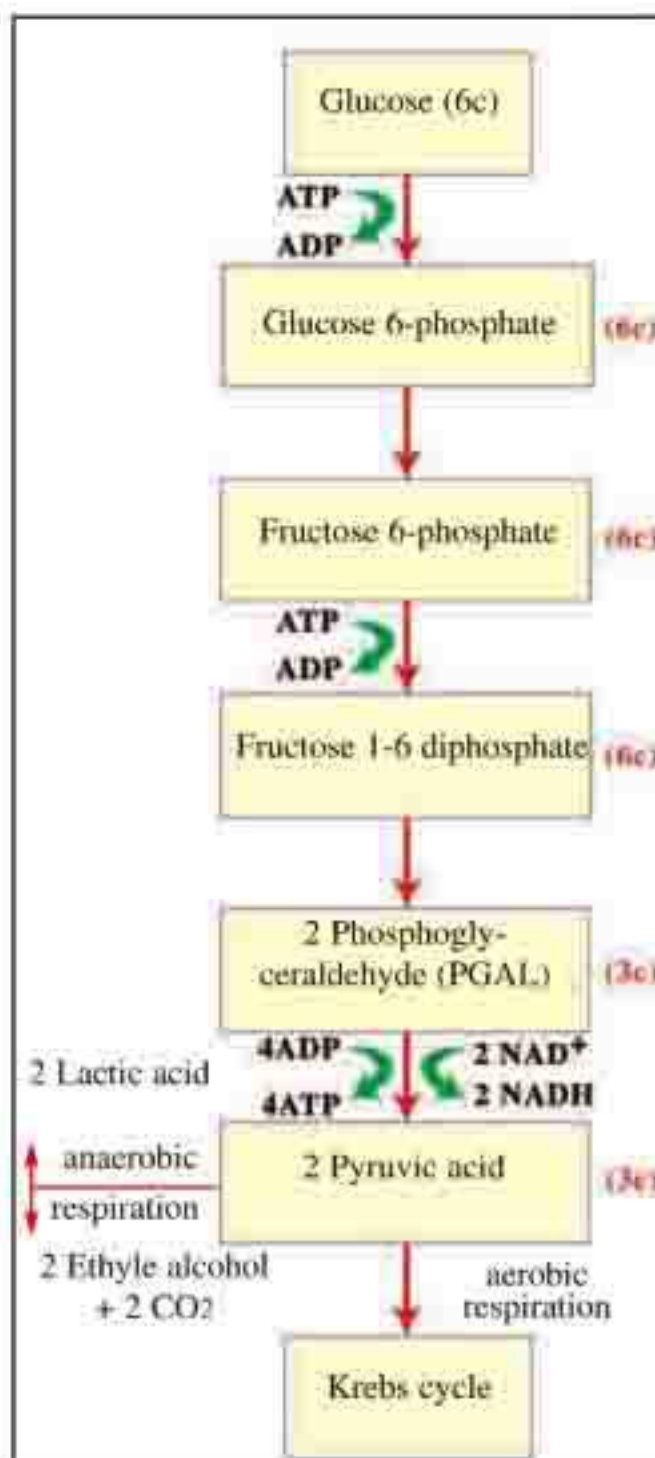 Glucose (6c)
ATP
ADP
Glucose 6-phosphate (6c)
Fructose 6-phosphate (6c)
ATP
ADP
Fructose 1-6 diphosphate (6c)
2 Phosphogly-
ceraldehyde (PGAL) (3c)
4ADP 2 NAD⁺
4ATP 2 NADH
2 Lactic acid
anaerobic
respiration
2 Pyruvic acid (3c)
2 Ethyle alcohol
+ 2 CO2
aerobic
respiration
Krebs cycle